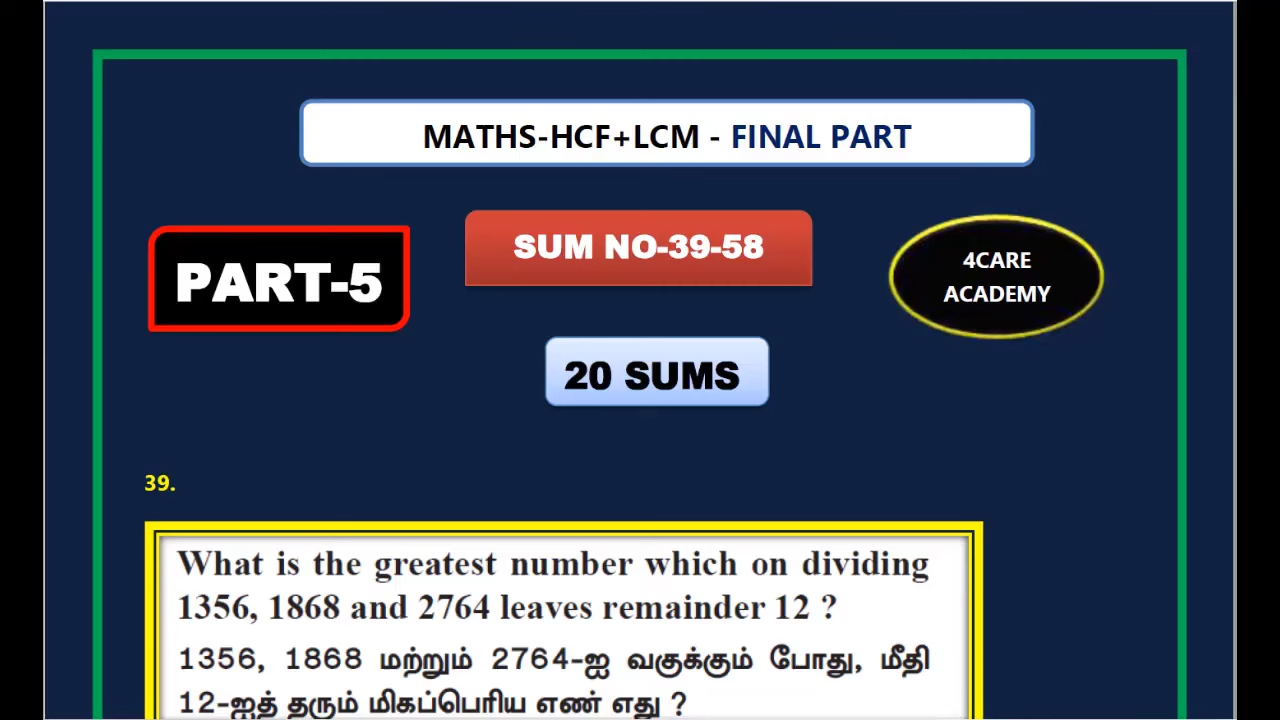 MATHS-HCF+LCM - FINAL PART
PART-5
SUM NO-39-58
4CARE
ACADEMY
20 SUMS
39.
What is the greatest number which on dividing
1356, 1868 and 2764 leaves remainder 12 ?
1356, 1868 மற்றும் 2764-ஐ வகுக்கும் போது, மீதி
12-ஐத் தரும் மிகப்பெரிய எண் எது ?